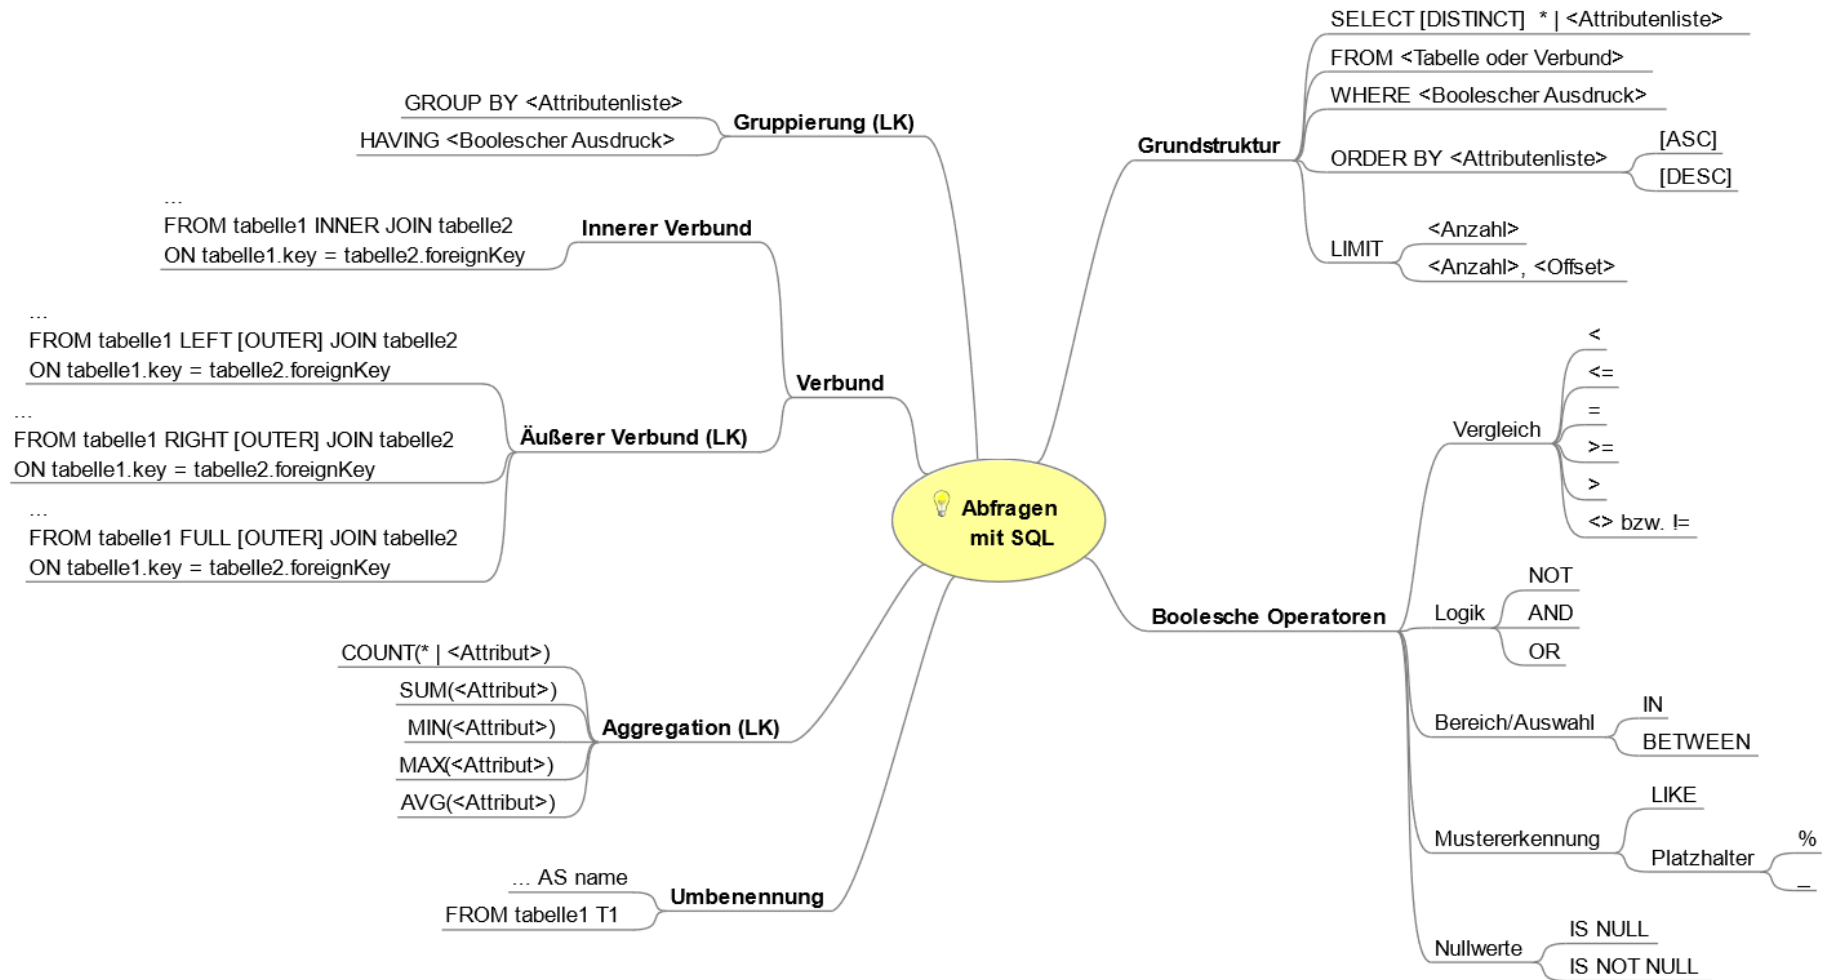 Abfragen
mit SQL
Grundstruktur
SELECT [DISTINCT]  * | <Attributenliste>
FROM <Tabelle oder Verbund>
WHERE <Boolescher Ausdruck>
ORDER BY <Attributenliste>
[ASC]
[DESC]
LIMIT
<Anzahl>
<Anzahl>, <Offset>
Boolesche Operatoren
Vergleich
<
<=
=
>=
>
<> bzw. !=
Logik
NOT
AND
OR
Bereich/Auswahl
IN
BETWEEN
Mustererkennung
LIKE
Platzhalter
%
_
Nullwerte
IS NULL
IS NOT NULL
Gruppierung (LK)
GROUP BY <Attributenliste>
HAVING <Boolescher Ausdruck>
Verbund
Innerer Verbund
...
FROM tabelle1 INNER JOIN tabelle2
ON tabelle1.key = tabelle2.foreignKey
Äußerer Verbund (LK)
...
FROM tabelle1 LEFT [OUTER] JOIN tabelle2
ON tabelle1.key = tabelle2.foreignKey
...
FROM tabelle1 RIGHT [OUTER] JOIN tabelle2
ON tabelle1.key = tabelle2.foreignKey
...
FROM tabelle1 FULL [OUTER] JOIN tabelle2
ON tabelle1.key = tabelle2.foreignKey
Aggregation (LK)
COUNT(* | <Attribut>)
SUM(<Attribut>)
MIN(<Attribut>)
MAX(<Attribut>)
AVG(<Attribut>)
Umbenennung
... AS name
FROM tabelle1 T1